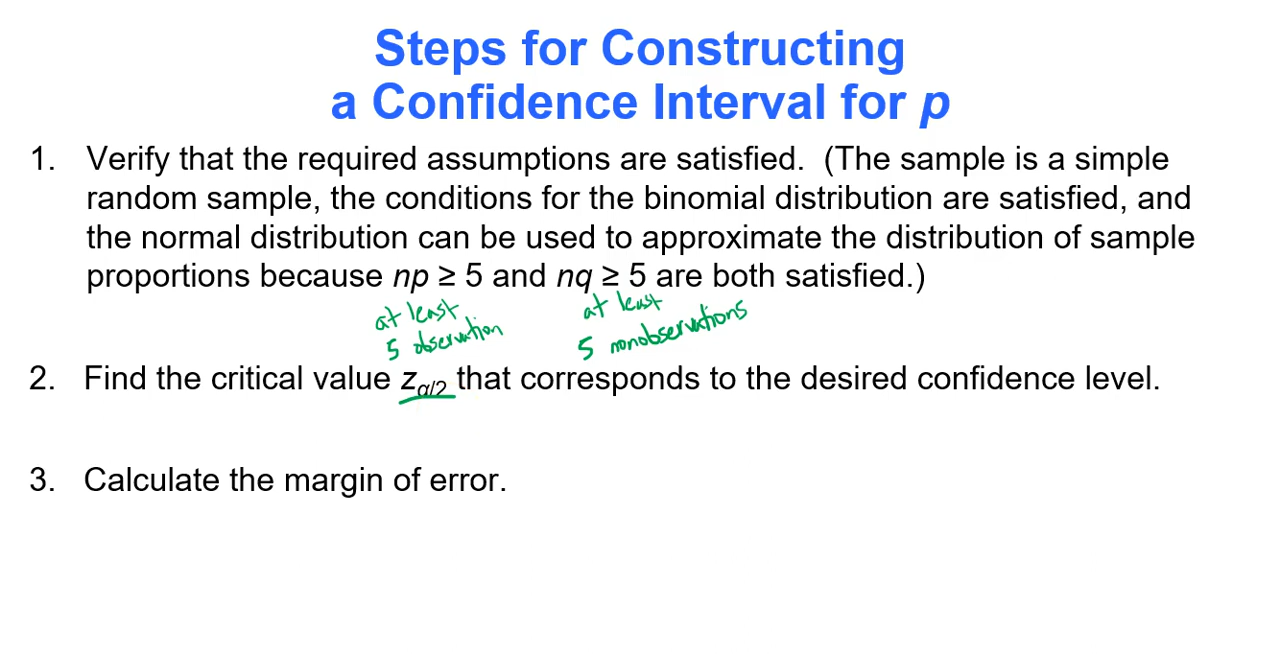 Steps for Constructing
a Confidence Interval for p
1. Verify that the required assumptions are satisfied. (The sample is a simple
random sample, the conditions for the binomial distribution are satisfied, and
the normal distribution can be used to approximate the distribution of sample
proportions because np ≥ 5 and nq ≥ 5 are both satisfied.)
at least at least
5 observation 5 nonobservations
2. Find the critical value zα/2 that corresponds to the desired confidence level.
3. Calculate the margin of error.